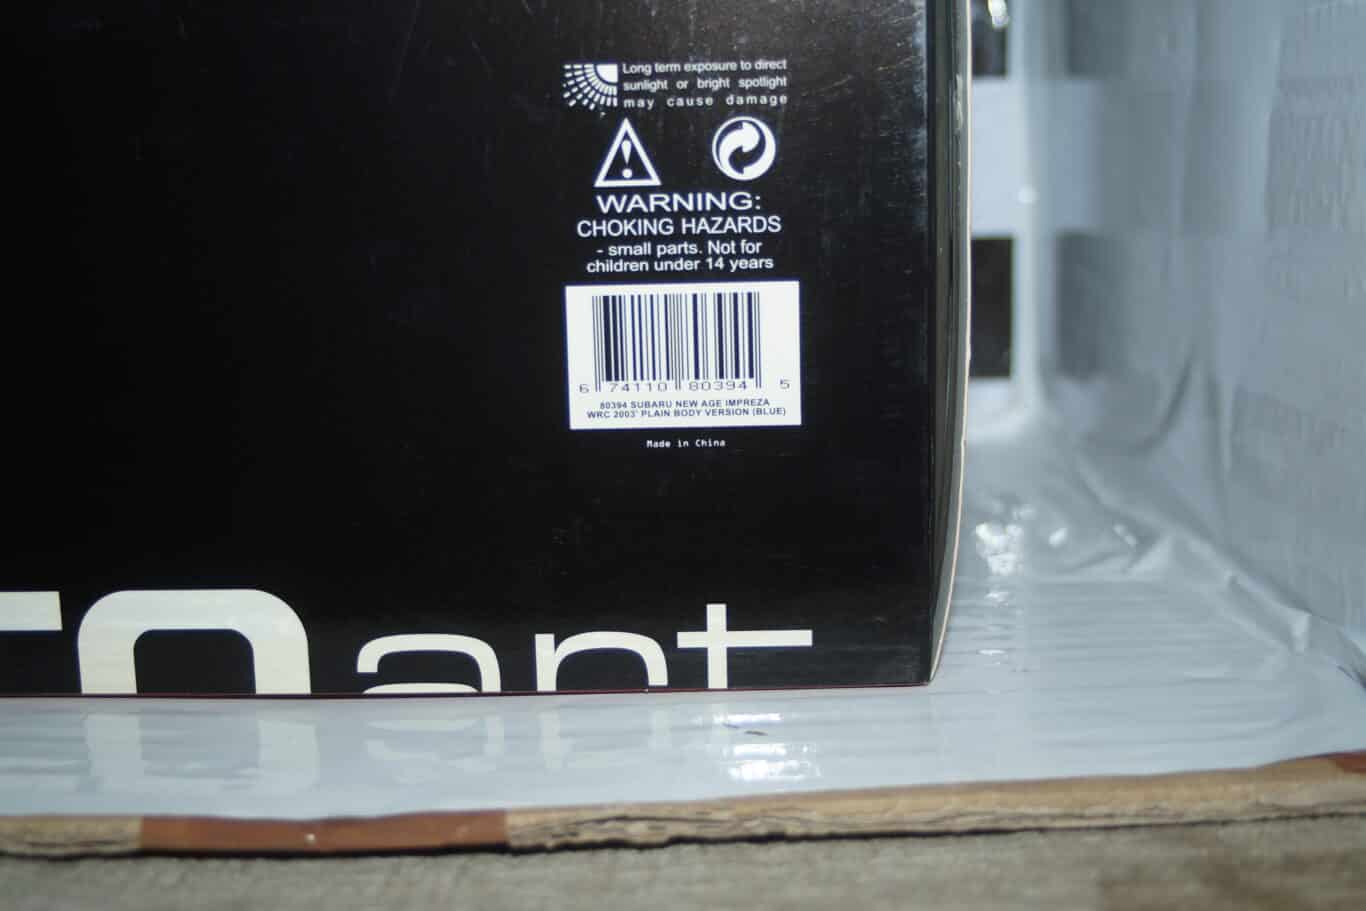 Long term exposure to direct
sunlight or bright spotlight
may cause damage
WARNING:
CHOKING HAZARDS
- small parts. Not for
children under 14 years
6 74110 80394 5
80394 SUBARU NEW AGE IMPREZA
WRC 2003' PLAIN BODY VERSION (BLUE)
Made in China